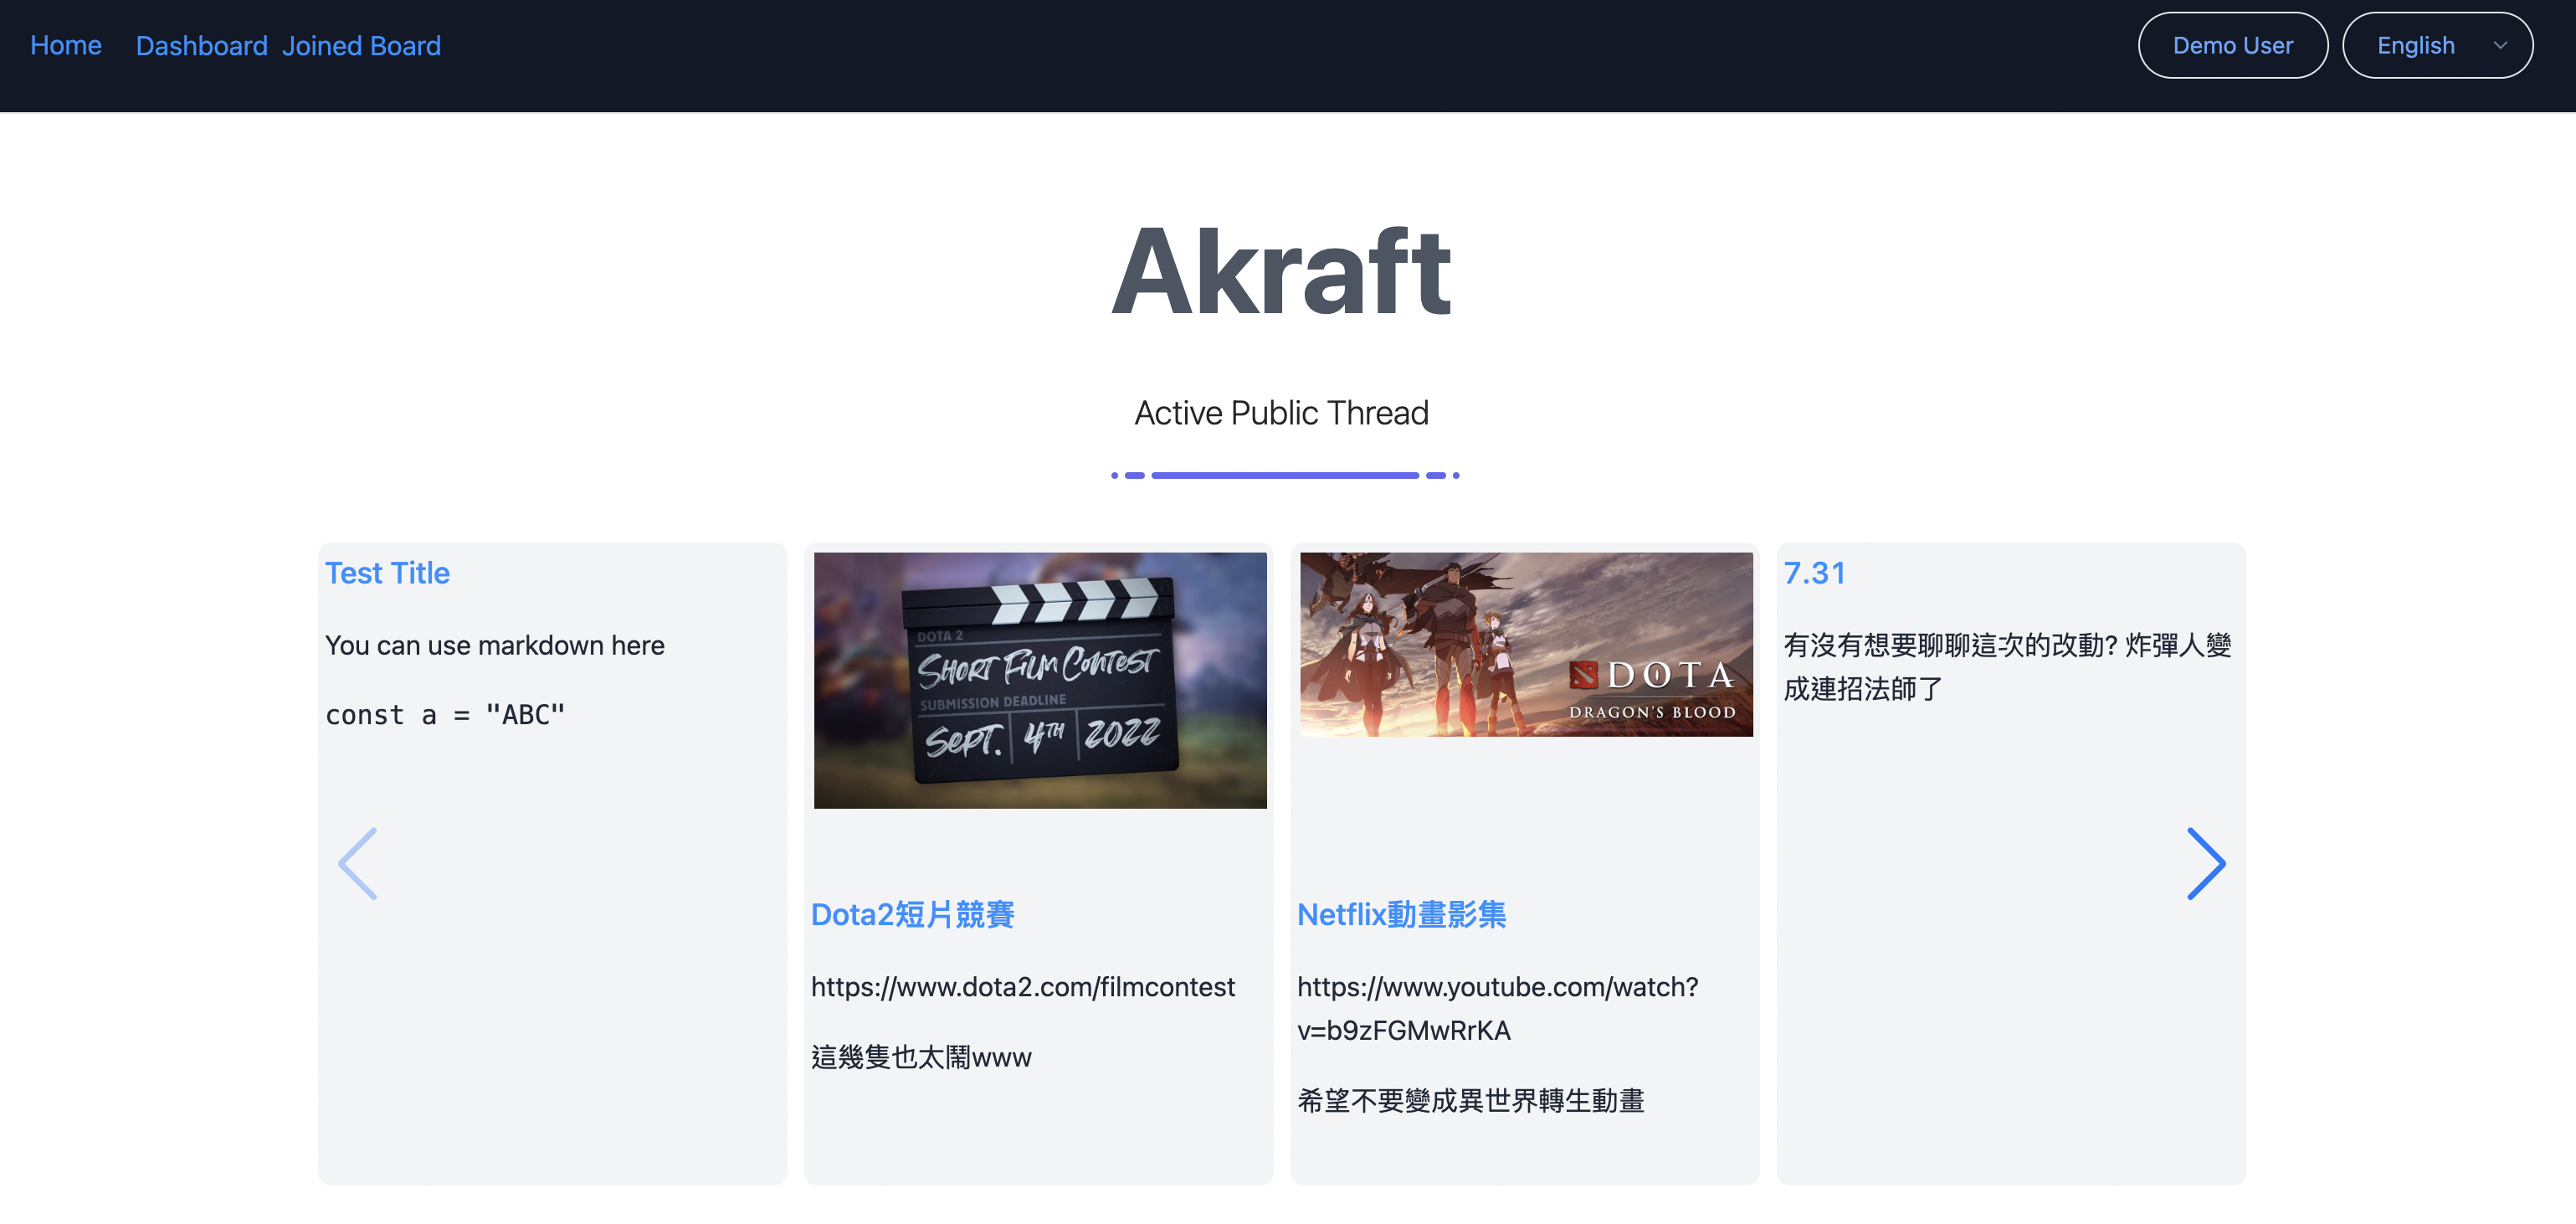 Home Dashboard Joined Board Demo User English
Akraft
Active Public Thread
Test Title
You can use markdown here
const a = "ABC"
DOTA 2
SHORT FILM CONTEST
SUBMISSION DEADLINE
SEPT. 4TH 2022
Dota2短片競賽
https://www.dota2.com/filmcontest
這幾隻也太鬧www
DOTA
DRAGON'S BLOOD
Netflix動畫影集
https://www.youtube.com/watch?
v=b9zFGMwRrKA
希望不要變成異世界轉生動畫
7.31
有沒有想要聊聊這次的改動? 炸彈人變
成連招法師了